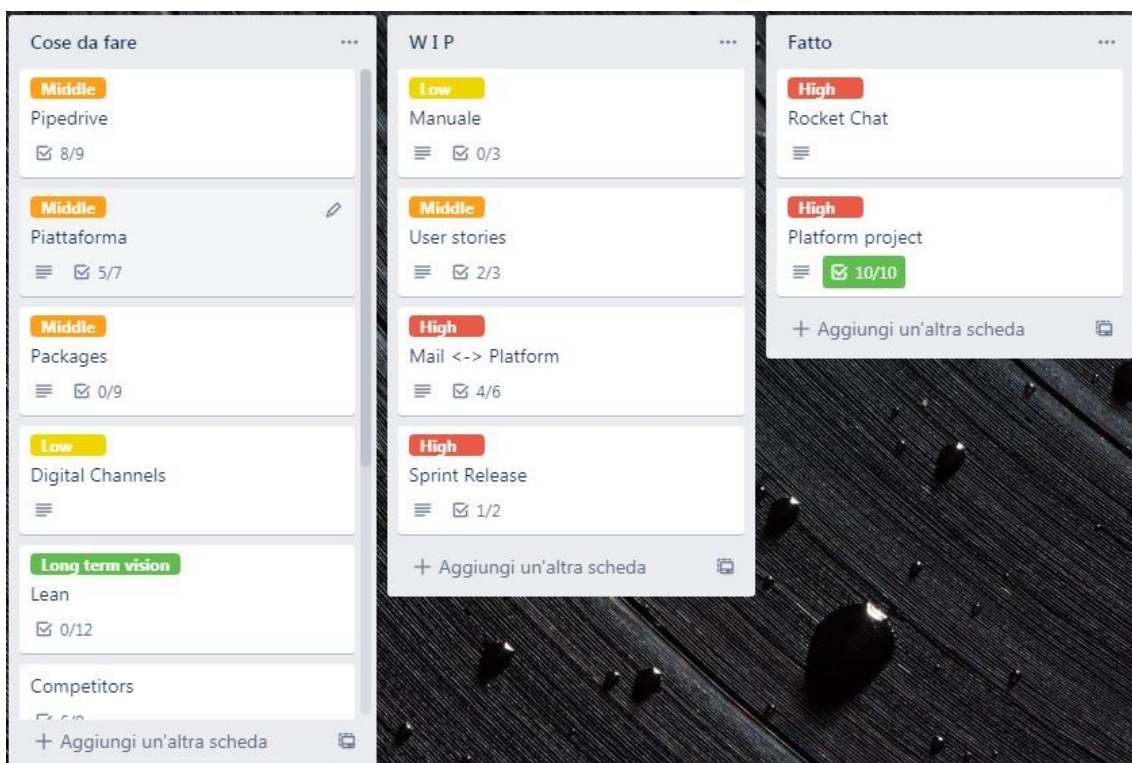 Cose da fare
Middle
Pipedrive
8/9
Middle
Piattaforma
5/7
Middle
Packages
0/9
Low
Digital Channels
Long term vision
Lean
0/12
Competitors
+ Aggiungi un'altra scheda
W I P
Low
Manuale
0/3
Middle
User stories
2/3
High
Mail <-> Platform
4/6
High
Sprint Release
1/2
+ Aggiungi un'altra scheda
Fatto
High
Rocket Chat
High
Platform project
10/10
+ Aggiungi un'altra scheda